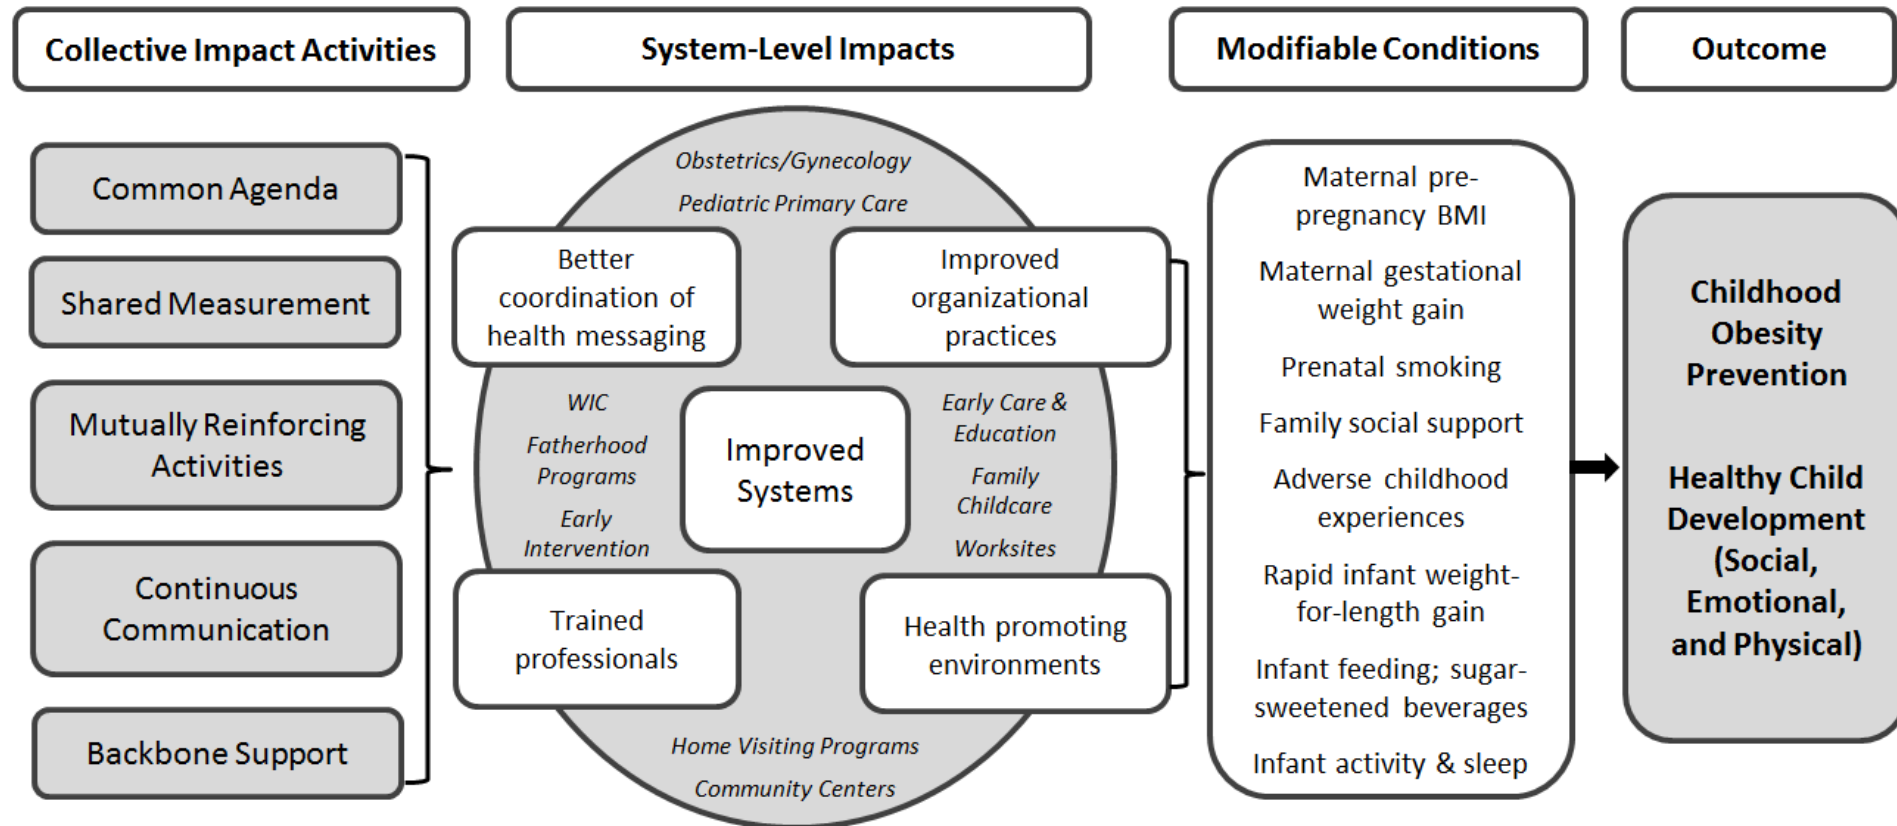 Collective Impact Activities
System-Level Impacts
Modifiable Conditions
Outcome
Common Agenda
Shared Measurement
Mutually Reinforcing
Activities
Continuous
Communication
Backbone Support
Obstetrics/Gynecology
Pediatric Primary Care
Better
coordination of
health messaging
Improved
organizational
practices
WIC
Fatherhood
Programs
Early
Intervention
Improved
Systems
Early Care &
Education
Family
Childcare
Worksites
Trained
professionals
Health promoting
environments
Home Visiting Programs
Community Centers
Maternal pre-
pregnancy BMI
Maternal gestational
weight gain
Prenatal smoking
Family social support
Adverse childhood
experiences
Rapid infant weight-
for-length gain
Infant feeding; sugar-
sweetened beverages
Infant activity & sleep
Childhood
Obesity
Prevention
Healthy Child
Development
(Social,
Emotional,
and Physical)